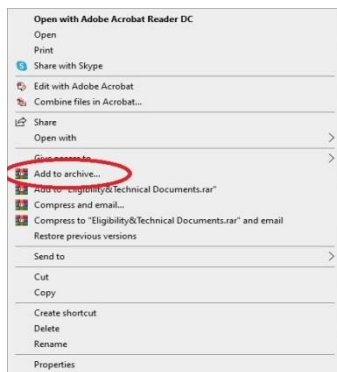 Open with Adobe Acrobat Reader DC
Open
Print
Share with Skype
Edit with Adobe Acrobat
Combine files in Acrobat...
Share
Open with
Give access to
Add to archive...
Add to "Eligibility&Technical Documents.rar"
Compress and email...
Compress to "Eligibility&Technical Documents.rar" and email
Restore previous versions
Send to
Cut
Copy
Create shortcut
Delete
Rename
Properties